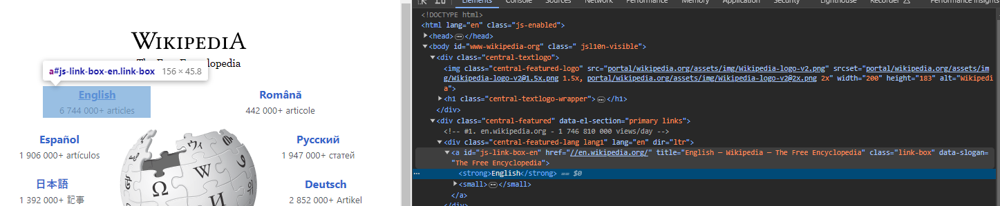 Elements Console Sources Network Performance Memory Application Security Lighthouse Recorder Performance insights
<!DOCTYPE html>
<html lang="en" class="js-enabled">
<head> … </head>
<body id="www-wikipedia-org" class=" jsl10n-visible">
<div class="central-textlogo">
<img class="central-featured-logo" src="portal/wikipedia.org/assets/img/Wikipedia-logo-v2.png" srcset="portal/wikipedia.org/assets/im
g/Wikipedia-logo-v2@1.5x.png 1.5x, portal/wikipedia.org/assets/img/Wikipedia-logo-v2@2x.png 2x" width="200" height="183" alt="Wikipedi
a">
<h1 class="central-textlogo-wrapper"> … </h1>
</div>
<div class="central-featured" data-el-section="primary links">
<!-- #1. en.wikipedia.org - 1 746 810 000 views/day -->
<div class="central-featured-lang lang1" lang="en" dir="ltr">
<a id="js-link-box-en" href="//en.wikipedia.org/" title="English — Wikipedia — The Free Encyclopedia" class="link-box" data-slogan=
"The Free Encyclopedia">
<strong>English</strong> == $0
<small> … </small>
</a>
</div>
WIKIPEDIA
The Free Encyclopedia
a#js-link-box-en.link-box 156 × 45.8
English
6 744 000+ articles
Română
442 000+ articole
Español
1 906 000+ artículos
Русский
1 947 000+ статей
日本語
1 392 000+ 記事
Deutsch
2 852 000+ Artikel
Ω
W
И